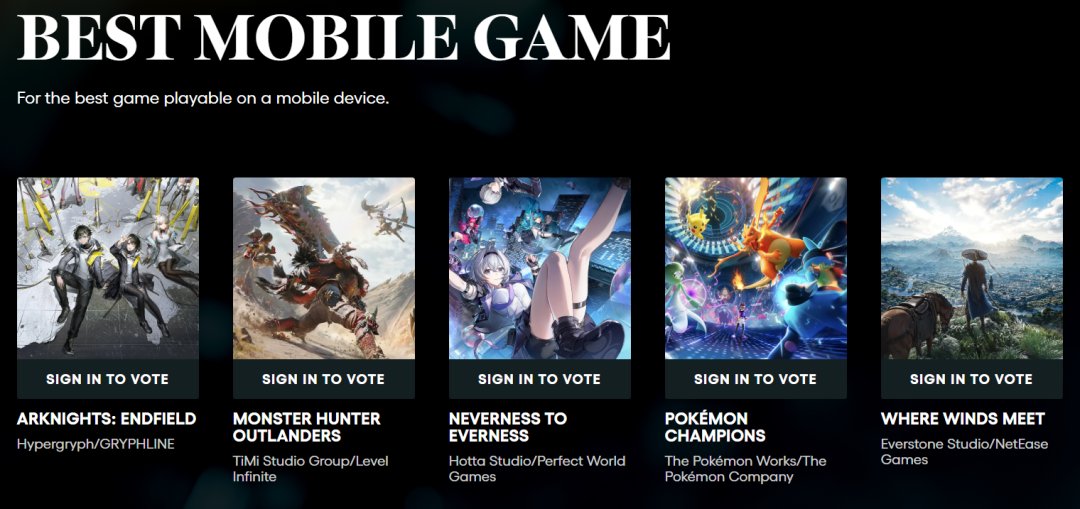 BEST MOBILE GAME
For the best game playable on a mobile device.
SIGN IN TO VOTE
ARKNIGHTS: ENDFIELD
Hypergryph/GRYPHLINE
SIGN IN TO VOTE
MONSTER HUNTER
OUTLANDERS
TiMi Studio Group/Level
Infinite
SIGN IN TO VOTE
NEVERNESS TO
EVERNESS
Hotta Studio/Perfect World
Games
SIGN IN TO VOTE
POKÉMON
CHAMPIONS
The Pokémon Works/The
Pokémon Company
SIGN IN TO VOTE
WHERE WINDS MEET
Everstone Studio/NetEase
Games